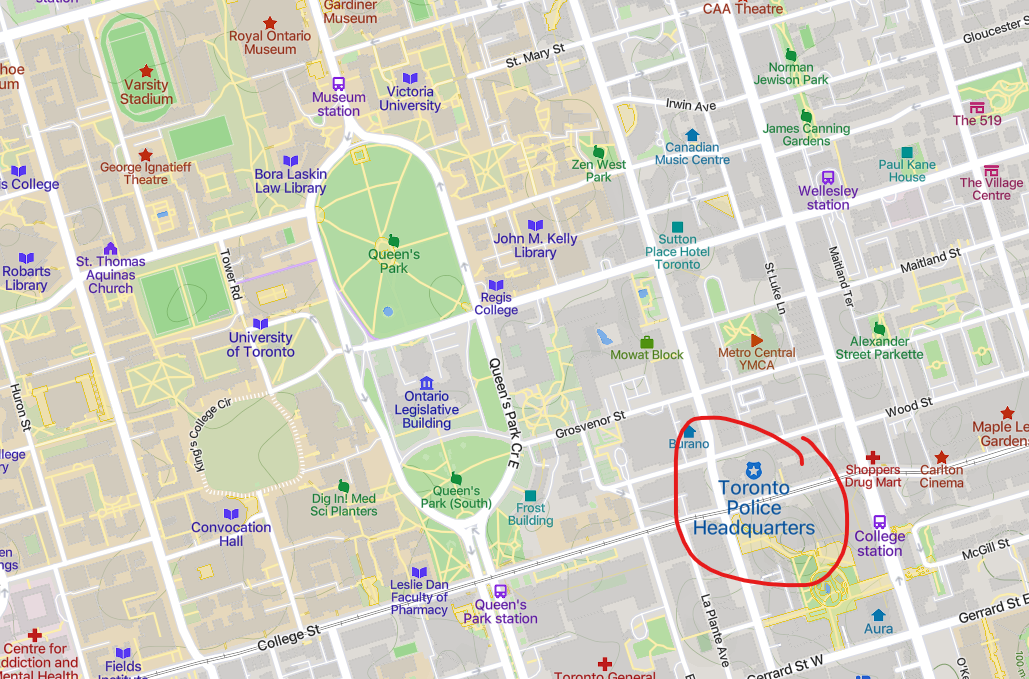 station
Gardiner
Museum
CAA Theatre
Royal Ontario
Museum
St. Mary St
Gloucester S
Norman
Jewison Park
Varsity
Stadium
Museum
station
Victoria
University
Irwin Ave
The 519
James Canning
Gardens
Canadian
Music Centre
George Ignatieff
Theatre
Bora Laskin
Law Library
Zen West
Park
Paul Kane
House
Wellesley
station
The Village
Centre
is College
Queen's
Park
John M. Kelly
Library
Sutton
Place Hotel
Toronto
St. Thomas
Aquinas
Church
Robarts
Library
Tower Rd
Regis
College
St Luke Ln
Maitland Ter
Maitland St
University
of Toronto
Mowat Block
Metro Central
YMCA
Alexander
Street Parkette
Ontario
Legislative
Building
Queen's Park Cr E
Huron St
King's College Cir
Grosvenor St
Wood St
Burano
Maple Le
Gardens
Shoppers
Drug Mart
Carlton
Cinema
Toronto
Police
Headquarters
Dig In! Med
Sci Planters
Queen's
Park (South)
Frost
Building
Convocation
Hall
College
station
McGill St
Leslie Dan
Faculty of
Pharmacy
Queen's
Park station
La Plante Ave
Gerrard St E
Aura
College St
Centre for
ddiction and
Mental Health
Fields
Toronto General
Gerrard St W
O'Ke
100 m